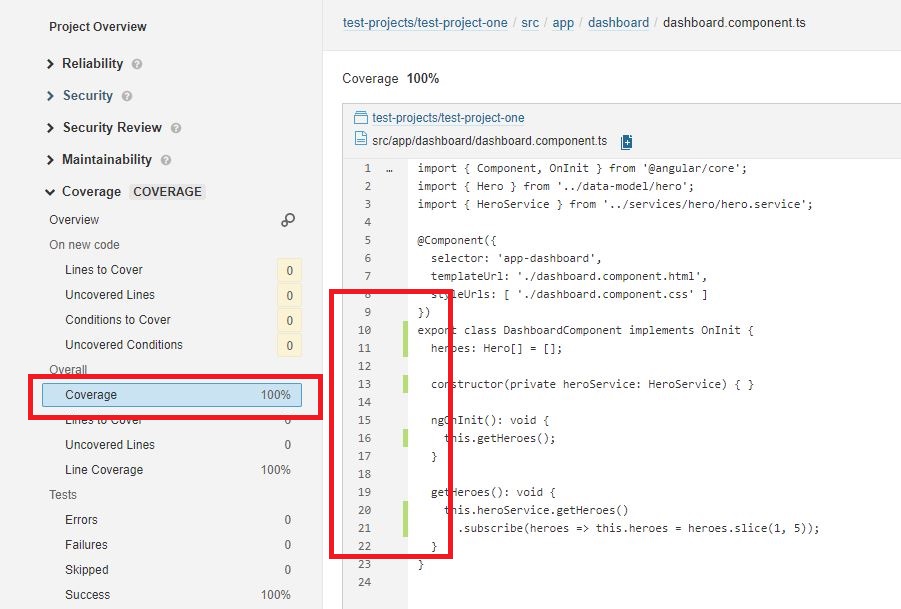 Project Overview
Reliability
Security
Security Review
Maintainability
Coverage COVERAGE
Overview
On new code
Lines to Cover 0
Uncovered Lines 0
Conditions to Cover 0
Uncovered Conditions 0
Overall
Coverage 100%
Lines to Cover 0
Uncovered Lines 0
Line Coverage 100%
Tests
Errors 0
Failures 0
Skipped 0
Success 100%
test-projects/test-project-one / src / app / dashboard / dashboard.component.ts
Coverage 100%
test-projects/test-project-one
src/app/dashboard/dashboard.component.ts
1 … import { Component, OnInit } from '@angular/core';
2 import { Hero } from '../data-model/hero';
3 import { HeroService } from '../services/hero/hero.service';
4
5 @Component({
6 selector: 'app-dashboard',
7 templateUrl: './dashboard.component.html',
8 styleUrls: [ './dashboard.component.css' ]
9 })
10 export class DashboardComponent implements OnInit {
11 heroes: Hero[] = [];
12
13 constructor(private heroService: HeroService) { }
14
15 ngOnInit(): void {
16 this.getHeroes();
17 }
18
19 getHeroes(): void {
20 this.heroService.getHeroes()
21 .subscribe(heroes => this.heroes = heroes.slice(1, 5));
22 }
23 }
24